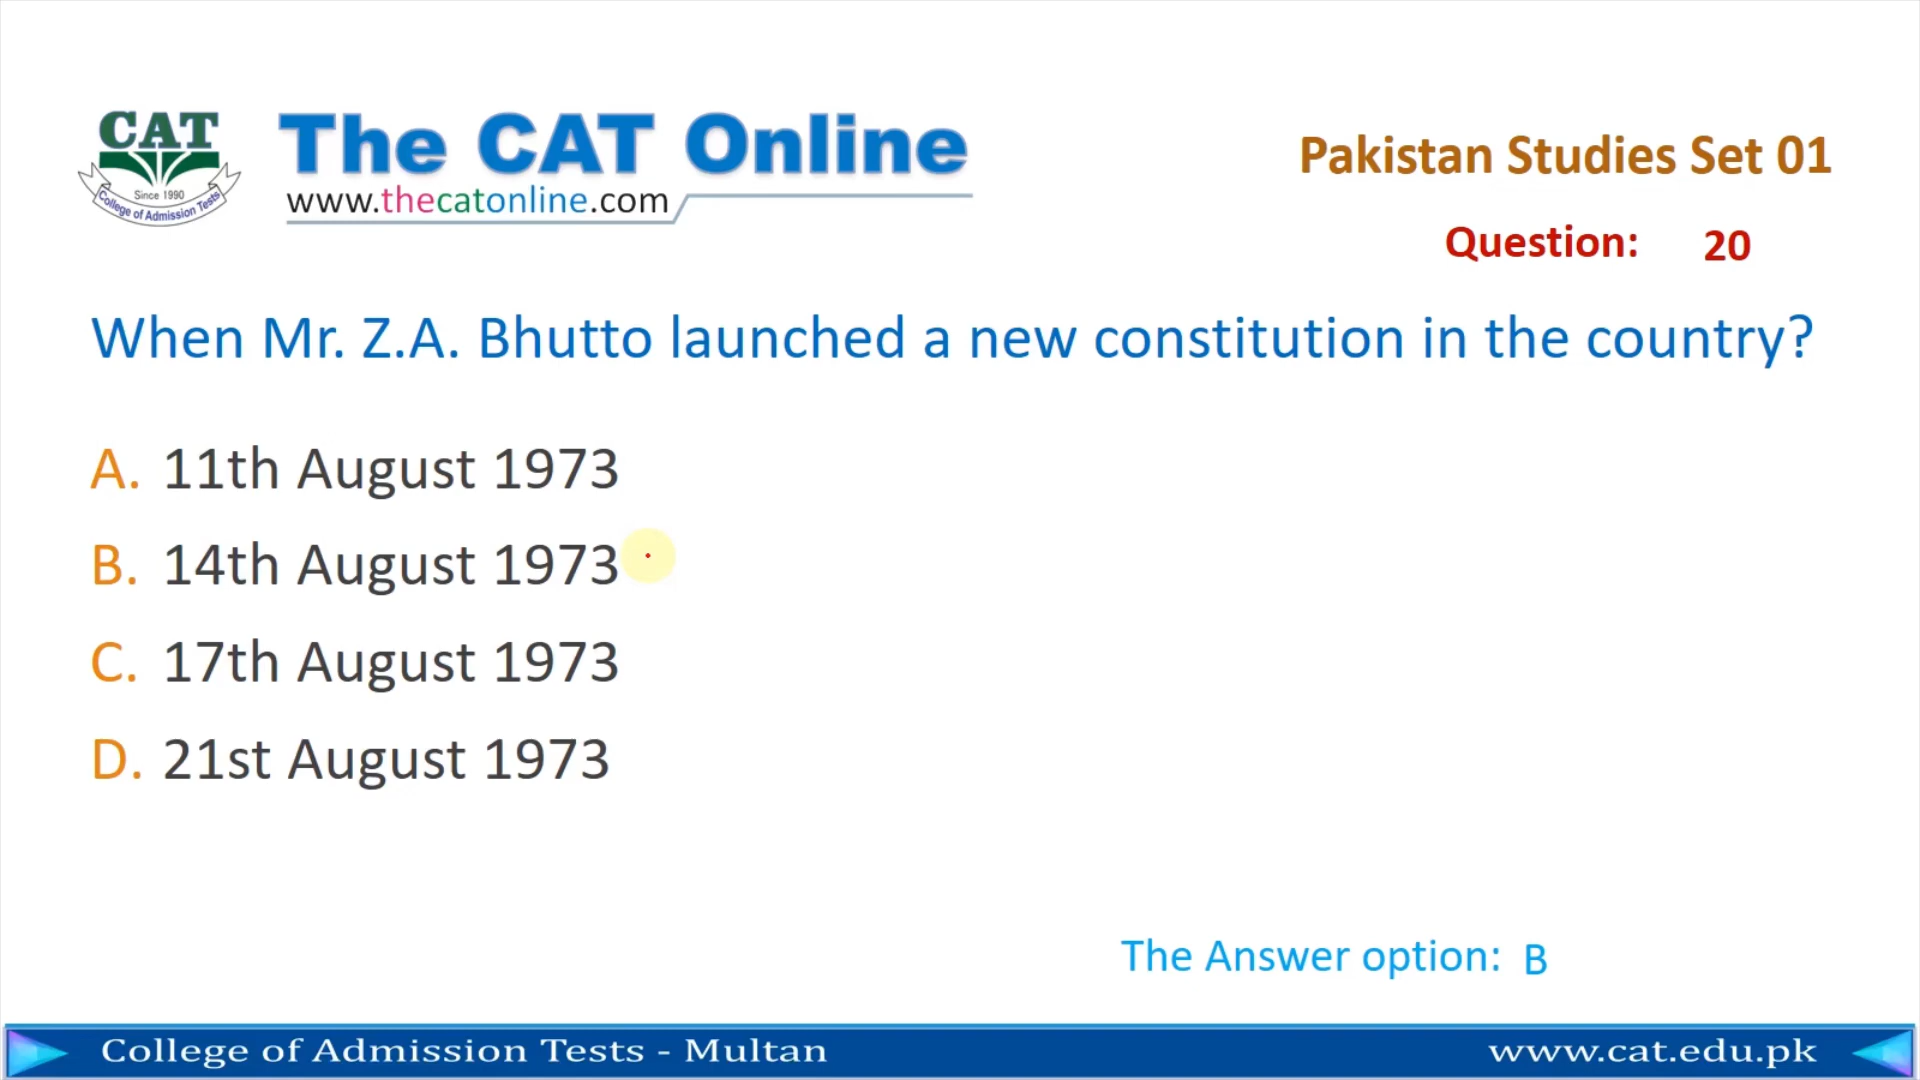 CAT
Since 1990
College of Admission Tests
The CAT Online
www.thecatonline.com
Pakistan Studies Set 01
Question: 20
When Mr. Z.A. Bhutto launched a new constitution in the country?
A. 11th August 1973
B. 14th August 1973
C. 17th August 1973
D. 21st August 1973
The Answer option: B
College of Admission Tests - Multan
www.cat.edu.pk